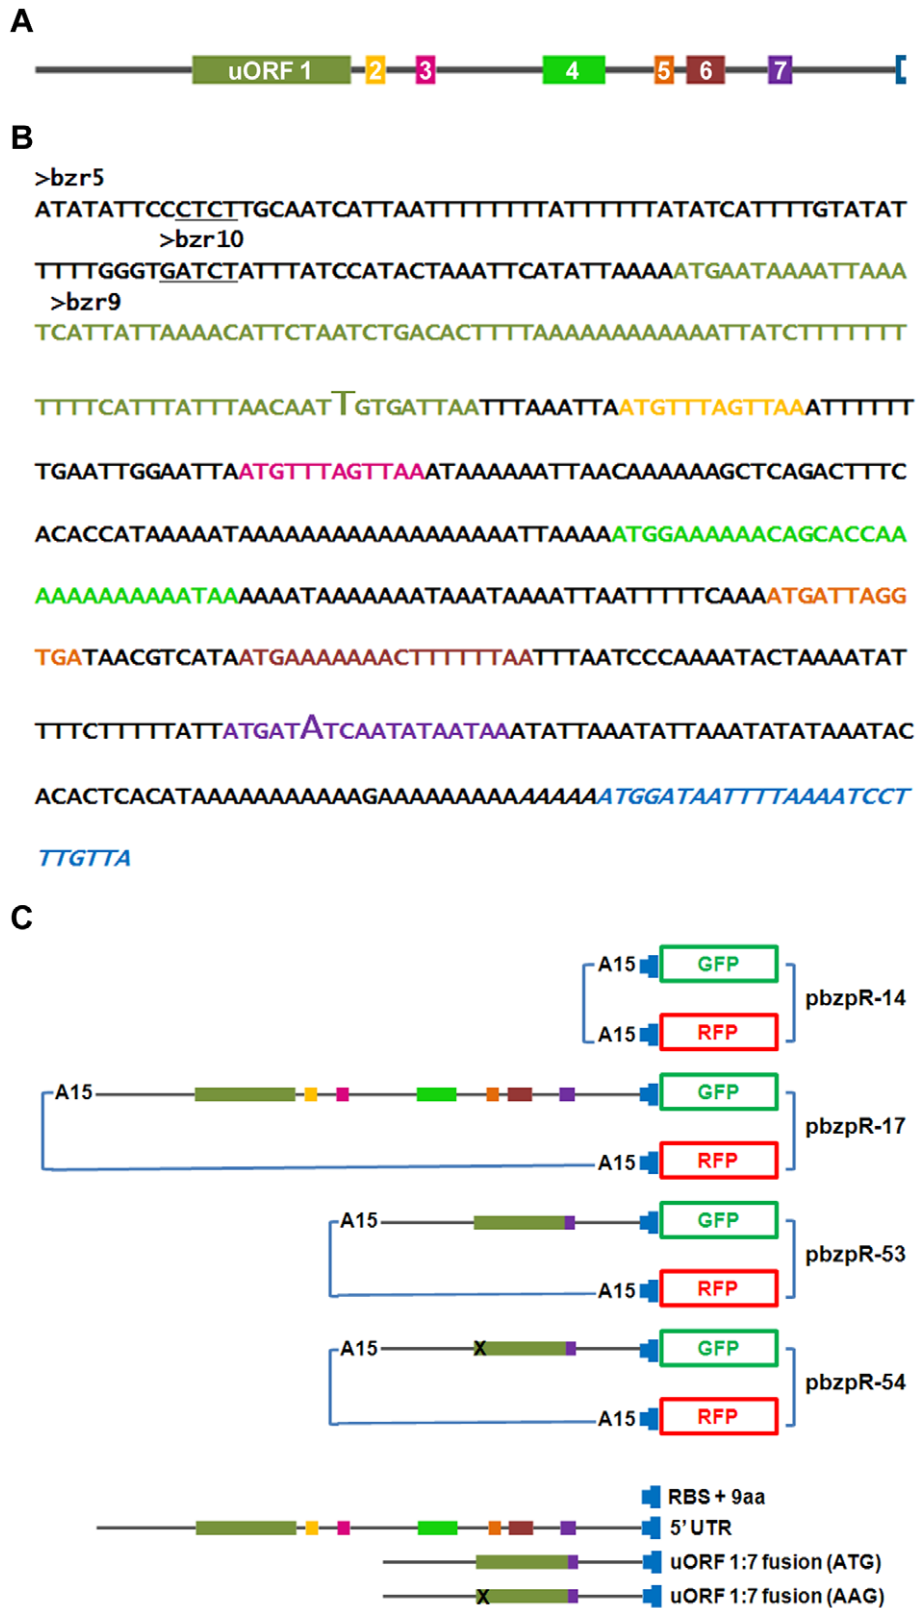 A
uORF 1 2 3 4 5 6 7
B
>bzr5
ATATATTCCCTCTTGCAATCATTAATTTTTTTTATTTTTTATATCATTTTGTATAT
>bzr10
TTTTGGGTGATCTATTTATCCATACTAAATTCATATTAAAAATGAATAAAATTAAA
>bzr9
TCATTATTAAAACATTCTAATCTGACACTTTTAAAAAAAAAAAATTATCTTTTTTT
TTTTCATTTATTTAACAATTGTGATTAATTTAAATTAATGTTTAGTTAAATTTTTT
TGAATTGGAATTAATGTTTAGTTAAATAAAAAATTAACAAAAAAGCTCAGACTTTC
ACACCATAAAAATAAAAAAAAAAAAAAAAAATTAAAAATGGAAAAAACAGCACCAA
AAAAAAAAAATAAAAAATAAAAAAATAAATAAAATTAATTTTTCAAAATGATTAGG
TGATAACGTCATAATGAAAAAAACTTTTTTAATTTAATCCCAAAATACTAAAATAT
TTTCTTTTTATTATGATATCAATATAATAAATATTAAATATTAAATATATAAATAC
ACACTCACATAAAAAAAAAAAGAAAAAAAAAAAAAAATGGATAATTTTAAAATCCT
TTGTTA
C
A15 GFP
pbzpR-14
A15 RFP
A15 GFP
pbzpR-17
A15 RFP
A15 GFP
pbzpR-53
A15 RFP
A15 X GFP
pbzpR-54
A15 RFP
RBS + 9aa
5' UTR
uORF 1:7 fusion (ATG)
X uORF 1:7 fusion (AAG)